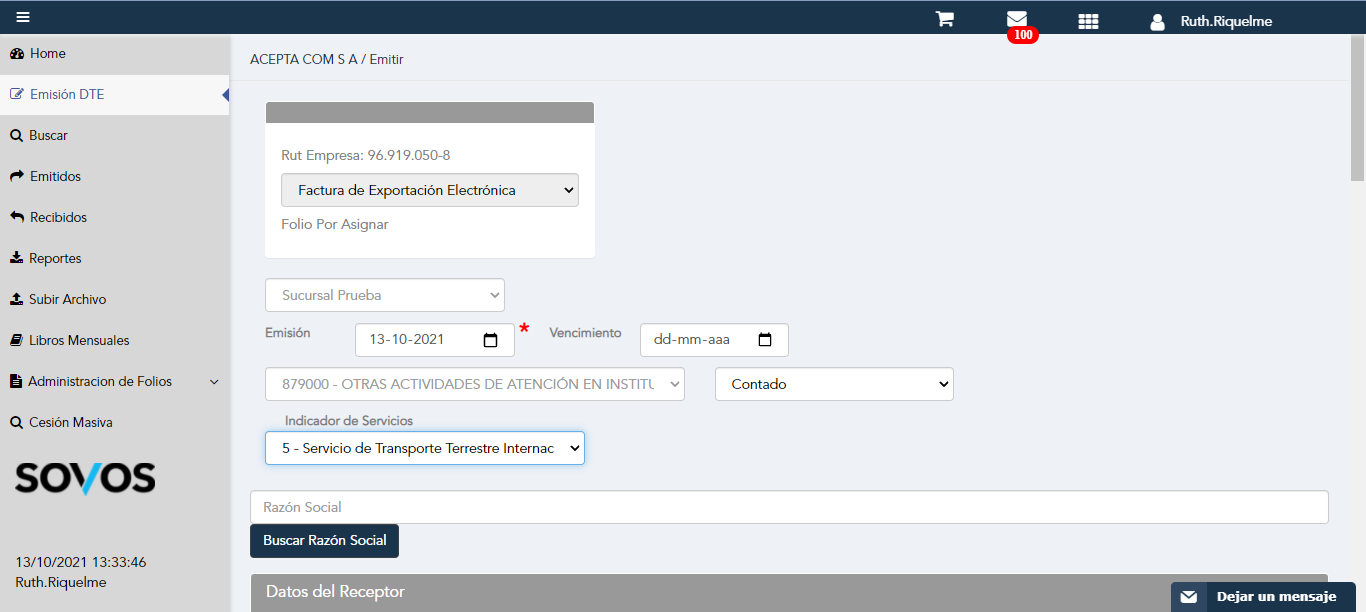 100
Ruth.Riquelme
Home
Emisión DTE
Buscar
Emitidos
Recibidos
Reportes
Subir Archivo
Libros Mensuales
Administracion de Folios
Cesión Masiva
SOVOS
13/10/2021 13:33:46
Ruth.Riquelme
ACEPTA COM S A / Emitir
Rut Empresa: 96.919.050-8
Factura de Exportación Electrónica
Folio Por Asignar
Sucursal Prueba
Emisión 13-10-2021 * Vencimiento dd-mm-aaa
879000 - OTRAS ACTIVIDADES DE ATENCIÓN EN INSTITU Contado
Indicador de Servicios
5 - Servicio de Transporte Terrestre Internac
Razón Social
Buscar Razón Social
Datos del Receptor
Dejar un mensaje